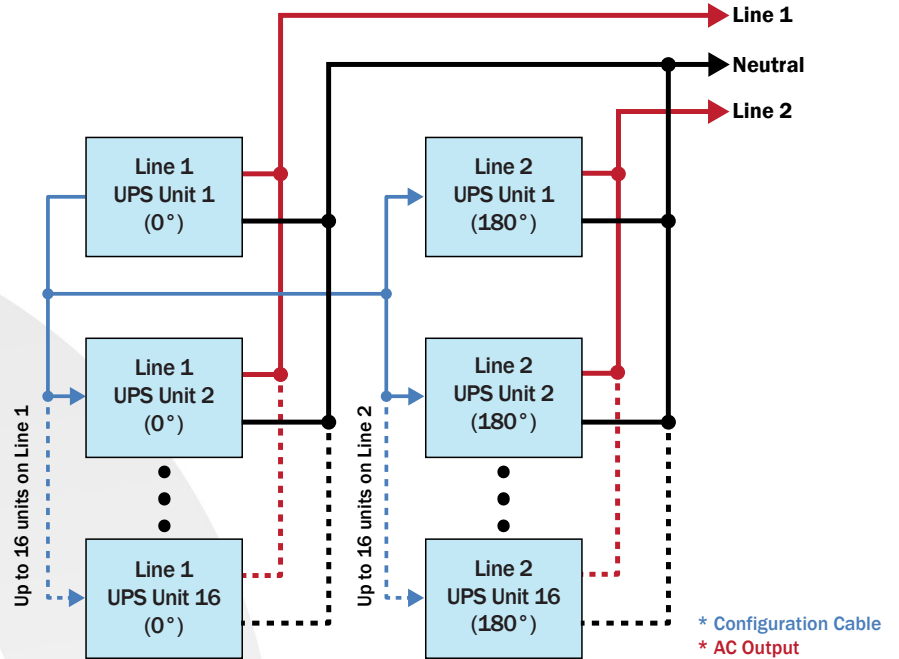 Line 1
Neutral
Line 2
Line 1
UPS Unit 1
(0°)
Line 2
UPS Unit 1
(180°)
Line 1
UPS Unit 2
(0°)
Line 2
UPS Unit 2
(180°)
Up to 16 units on Line 1
Up to 16 units on Line 2
Line 1
UPS Unit 16
(0°)
Line 2
UPS Unit 16
(180°)
* Configuration Cable
* AC Output